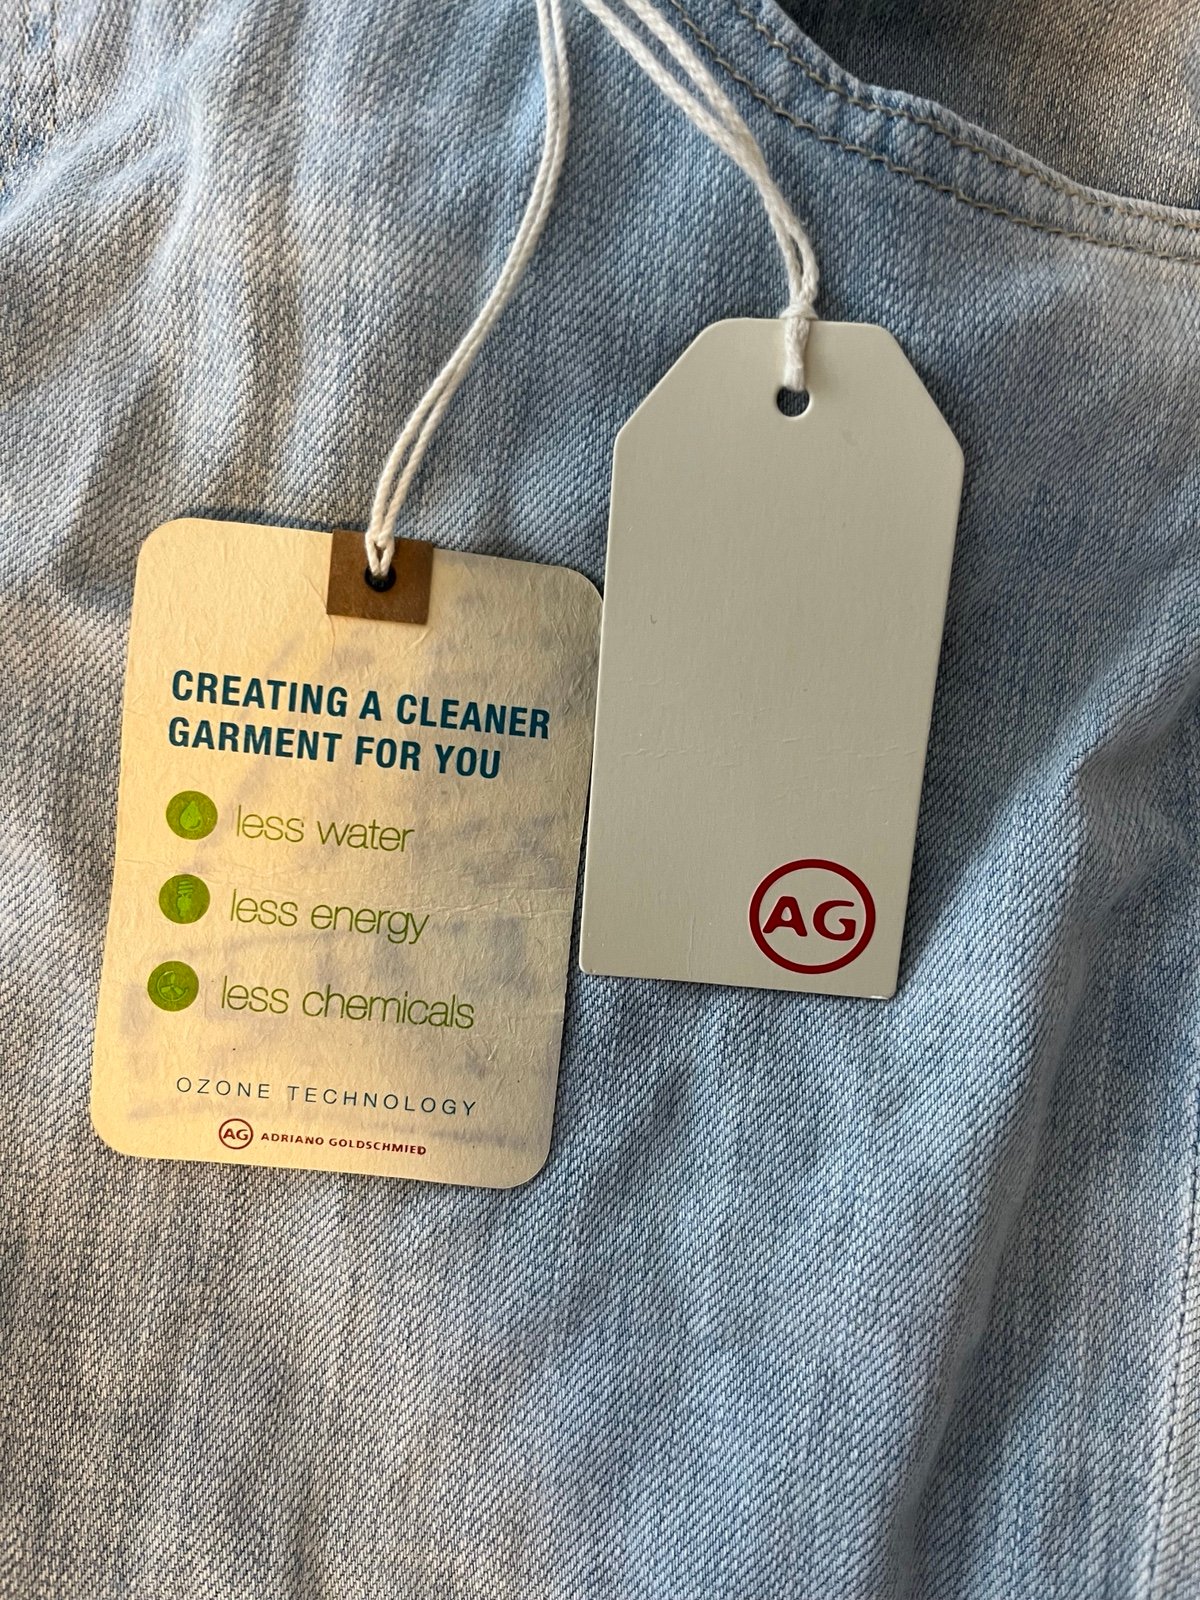 CREATING A CLEANER
GARMENT FOR YOU
less water
less energy
less chemicals
OZONE TECHNOLOGY
AG ADRIANO GOLDSCHMIED
AG